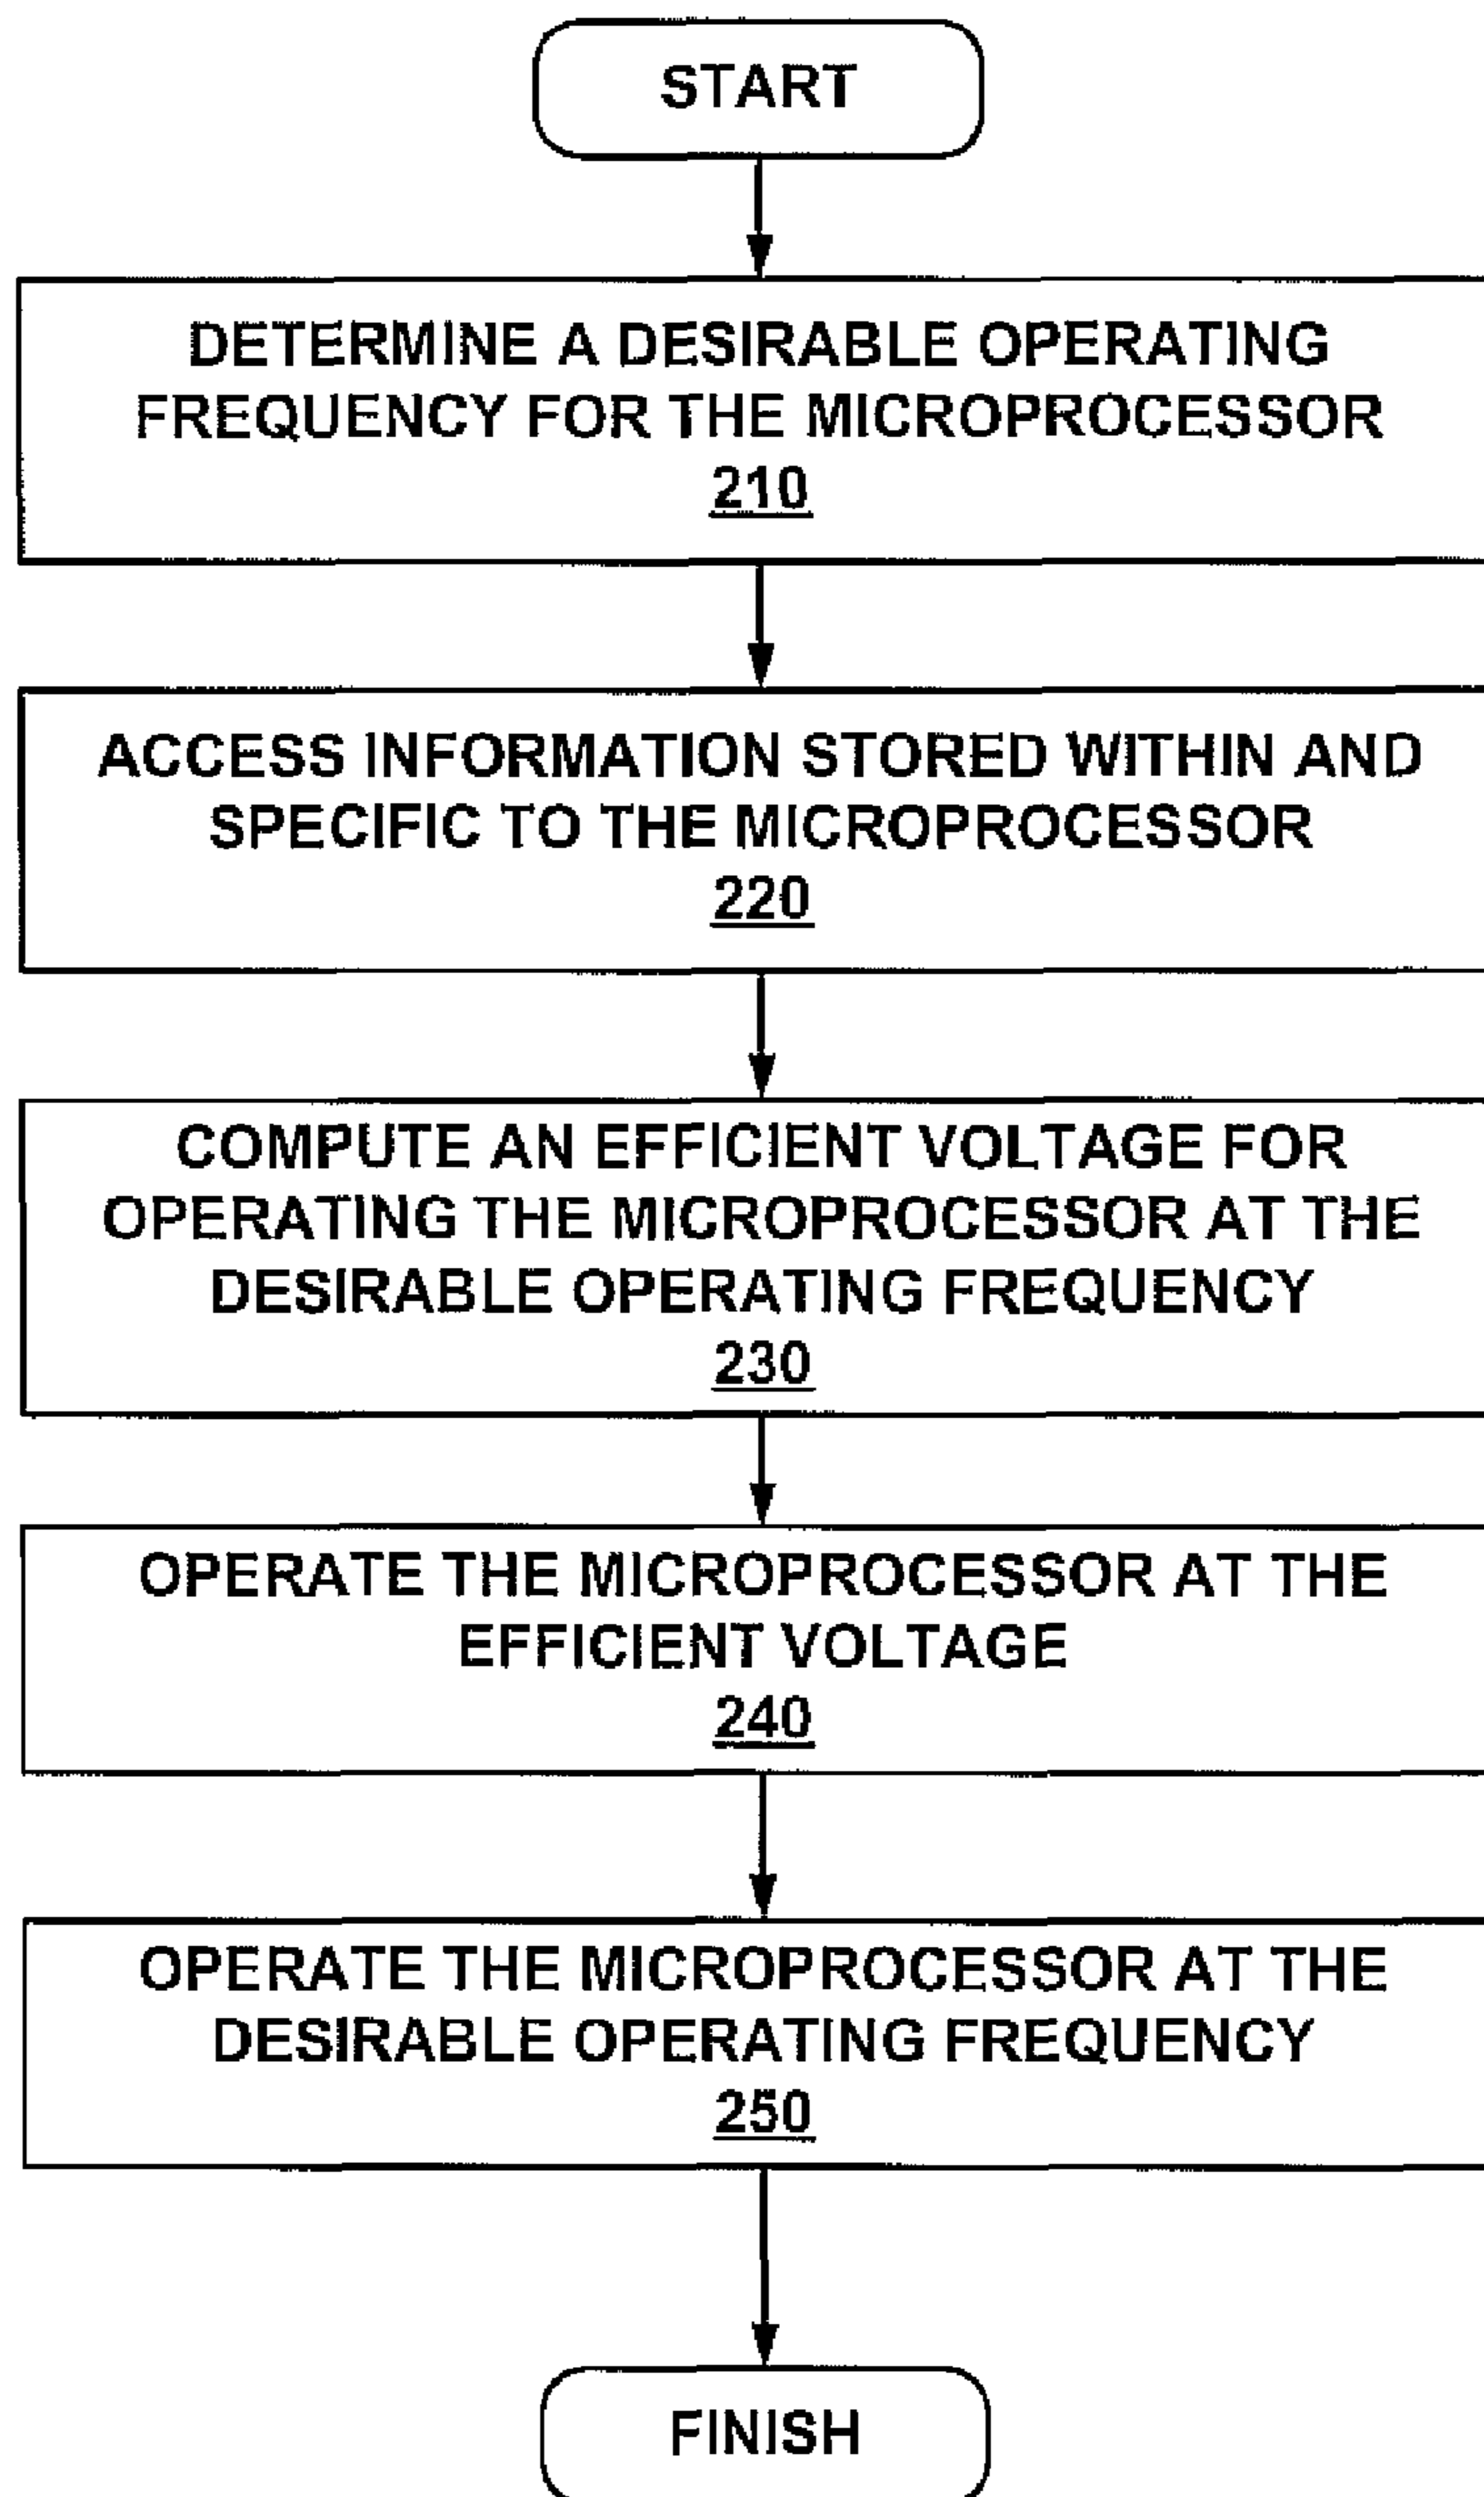 START
DETERMINE A DESIRABLE OPERATING
FREQUENCY FOR THE MICROPROCESSOR
210
ACCESS INFORMATION STORED WITHIN AND
SPECIFIC TO THE MICROPROCESSOR
220
COMPUTE AN EFFICIENT VOLTAGE FOR
OPERATING THE MICROPROCESSOR AT THE
DESIRABLE OPERATING FREQUENCY
230
OPERATE THE MICROPROCESSOR AT THE
EFFICIENT VOLTAGE
240
OPERATE THE MICROPROCESSOR AT THE
DESIRABLE OPERATING FREQUENCY
250
FINISH